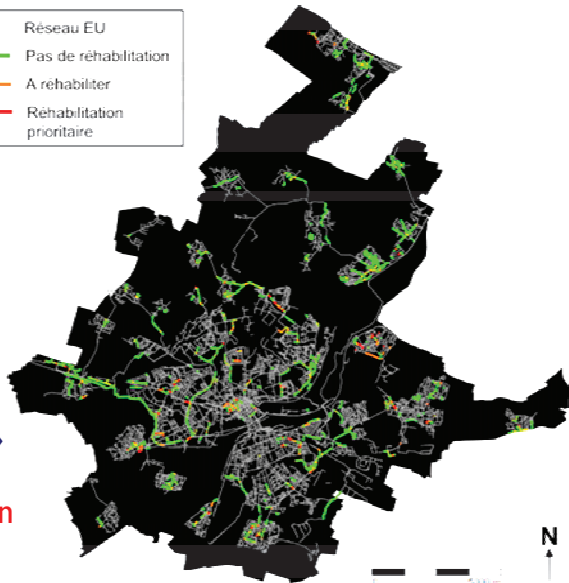 Réseau EU
Pas de réhabilitation
A réhabiliter
Réhabilitation
prioritaire
n
N